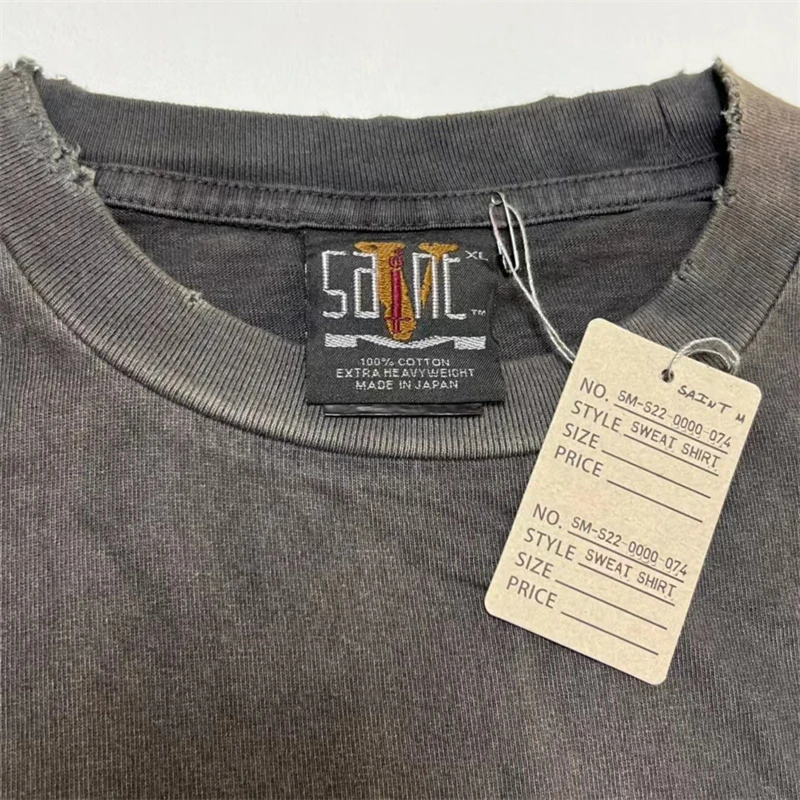 saint XL
TM
100% COTTON
EXTRA HEAVYWEIGHT
MADE IN JAPAN
SAINT M
NO. SM-S22-0000-074
STYLE SWEAT SHIRT
SIZE
PRICE
NO. SM-S22-0000-074
STYLE SWEAT SHIRT
SIZE
PRICE